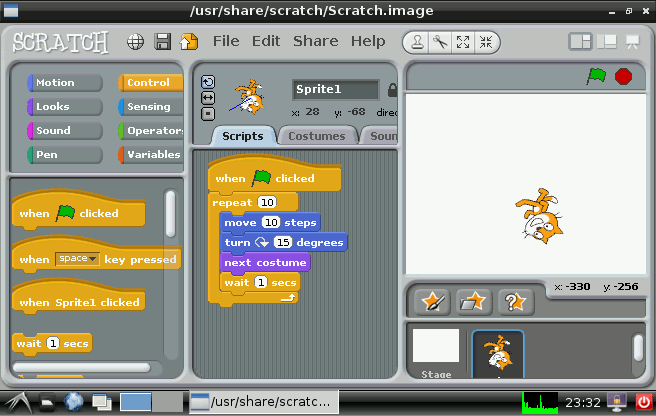 /usr/share/scratch/Scratch.image
SCRATCH File Edit Share Help
Motion Control
Looks Sensing
Sound Operator
Pen Variables
Sprite1
x: 28 y: -68 direc
Scripts Costumes Soun
when clicked
when space key pressed
when Sprite1 clicked
wait 1 secs
when clicked
repeat 10
move 10 steps
turn 15 degrees
next costume
wait 1 secs
x: -330 y: -256
Stage
/usr/share/scratc...
23:32